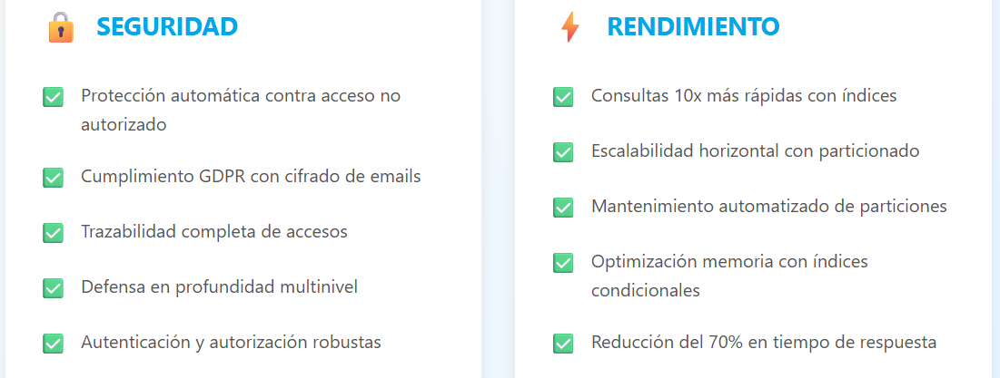 SEGURIDAD
Protección automática contra acceso no
autorizado
Cumplimiento GDPR con cifrado de emails
Trazabilidad completa de accesos
Defensa en profundidad multinivel
Autenticación y autorización robustas
RENDIMIENTO
Consultas 10x más rápidas con índices
Escalabilidad horizontal con particionado
Mantenimiento automatizado de particiones
Optimización memoria con índices
condicionales
Reducción del 70% en tiempo de respuesta